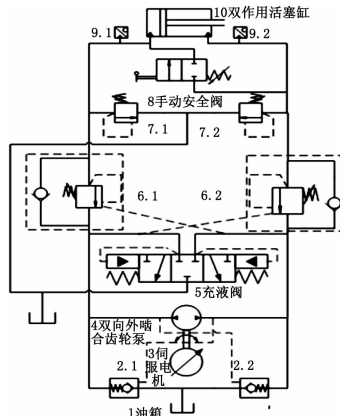 10双作用活塞缸
9.1
9.2
8手动安全阀
7.1
7.2
6.1
6.2
5充液阀
4双向外啮
合齿轮泵
3伺
服电
机
2.1
2.2
1油箱